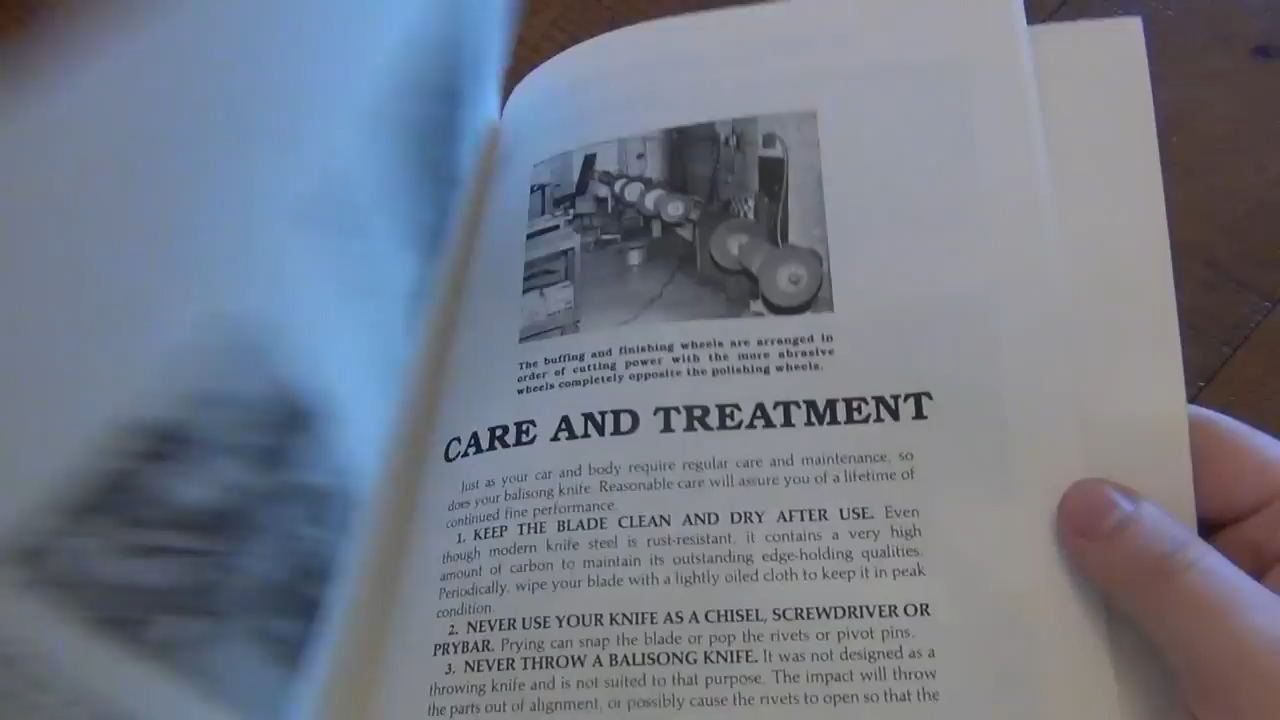 The buffing and finishing wheels are arranged in
order of cutting power with the more abrasive
wheels completely opposite the polishing wheels.
CARE AND TREATMENT
Just as your car and body require regular care and maintenance, so
does your balisong knife. Reasonable care will assure you of a lifetime of
continued fine performance.
1. KEEP THE BLADE CLEAN AND DRY AFTER USE. Even
though modern knife steel is rust-resistant, it contains a very high
amount of carbon to maintain its outstanding edge-holding qualities.
Periodically, wipe your blade with a lightly oiled cloth to keep it in peak
condition.
2. NEVER USE YOUR KNIFE AS A CHISEL, SCREWDRIVER OR
PRYBAR. Prying can snap the blade or pop the rivets or pivot pins.
3. NEVER THROW A BALISONG KNIFE. It was not designed as a
throwing knife and is not suited to that purpose. The impact will throw
the parts out of alignment, or possibly cause the rivets to open so that the